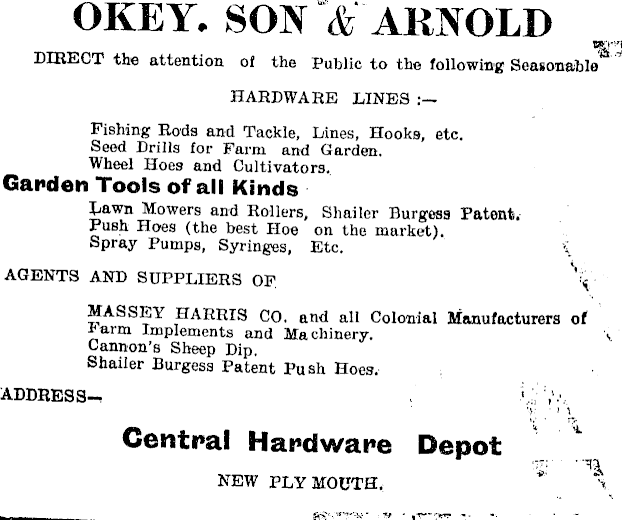 OKEY. SON & ARNOLD
DIRECT the attention of the Public to the following Seasonable
HARDWARE LINES :—
Fishing Rods and Tackle, Lines, Hooks, etc.
Seed Drills for Farm and Garden.
Wheel Hoes and Cultivators.
Garden Tools of all Kinds
Lawn Mowers and Rollers, Shailer Burgess Patent.
Push Hoes (the best Hoe on the market).
Spray Pumps, Syringes, Etc.
AGENTS AND SUPPLIERS OF
MASSEY HARRIS CO. and all Colonial Manufacturers of
Farm Implements and Machinery.
Cannon's Sheep Dip.
Shailer Burgess Patent Push Hoes.
ADDRESS—
Central Hardware Depot
NEW PLYMOUTH.